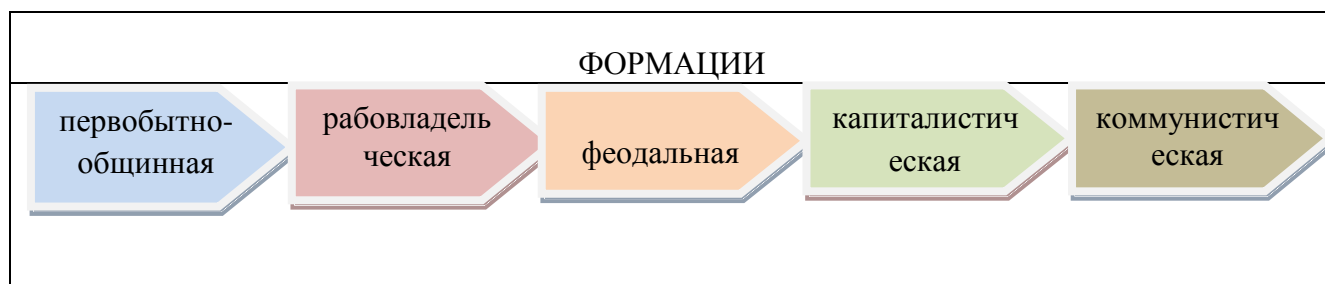 ФОРМАЦИИ
первобытно-
общинная
рабовладель
ческая
феодальная
капиталистич
еская
коммунистич
еская